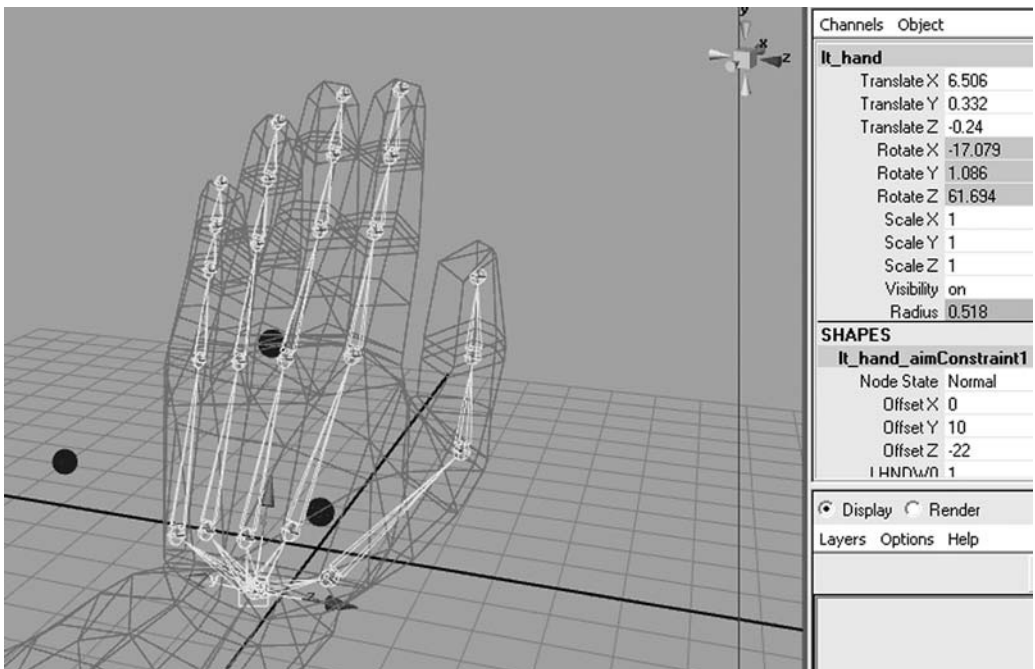 Channels Object
lt_hand
Translate X 6.506
Translate Y 0.332
Translate Z -0.24
Rotate X -17.079
Rotate Y 1.086
Rotate Z 61.694
Scale X 1
Scale Y 1
Scale Z 1
Visibility on
Radius 0.518
SHAPES
lt_hand_aimConstraint1
Node State Normal
Offset X 0
Offset Y 10
Offset Z -22
LHNDW0 1
Display Render
Layers Options Help
y
x
z
y
z